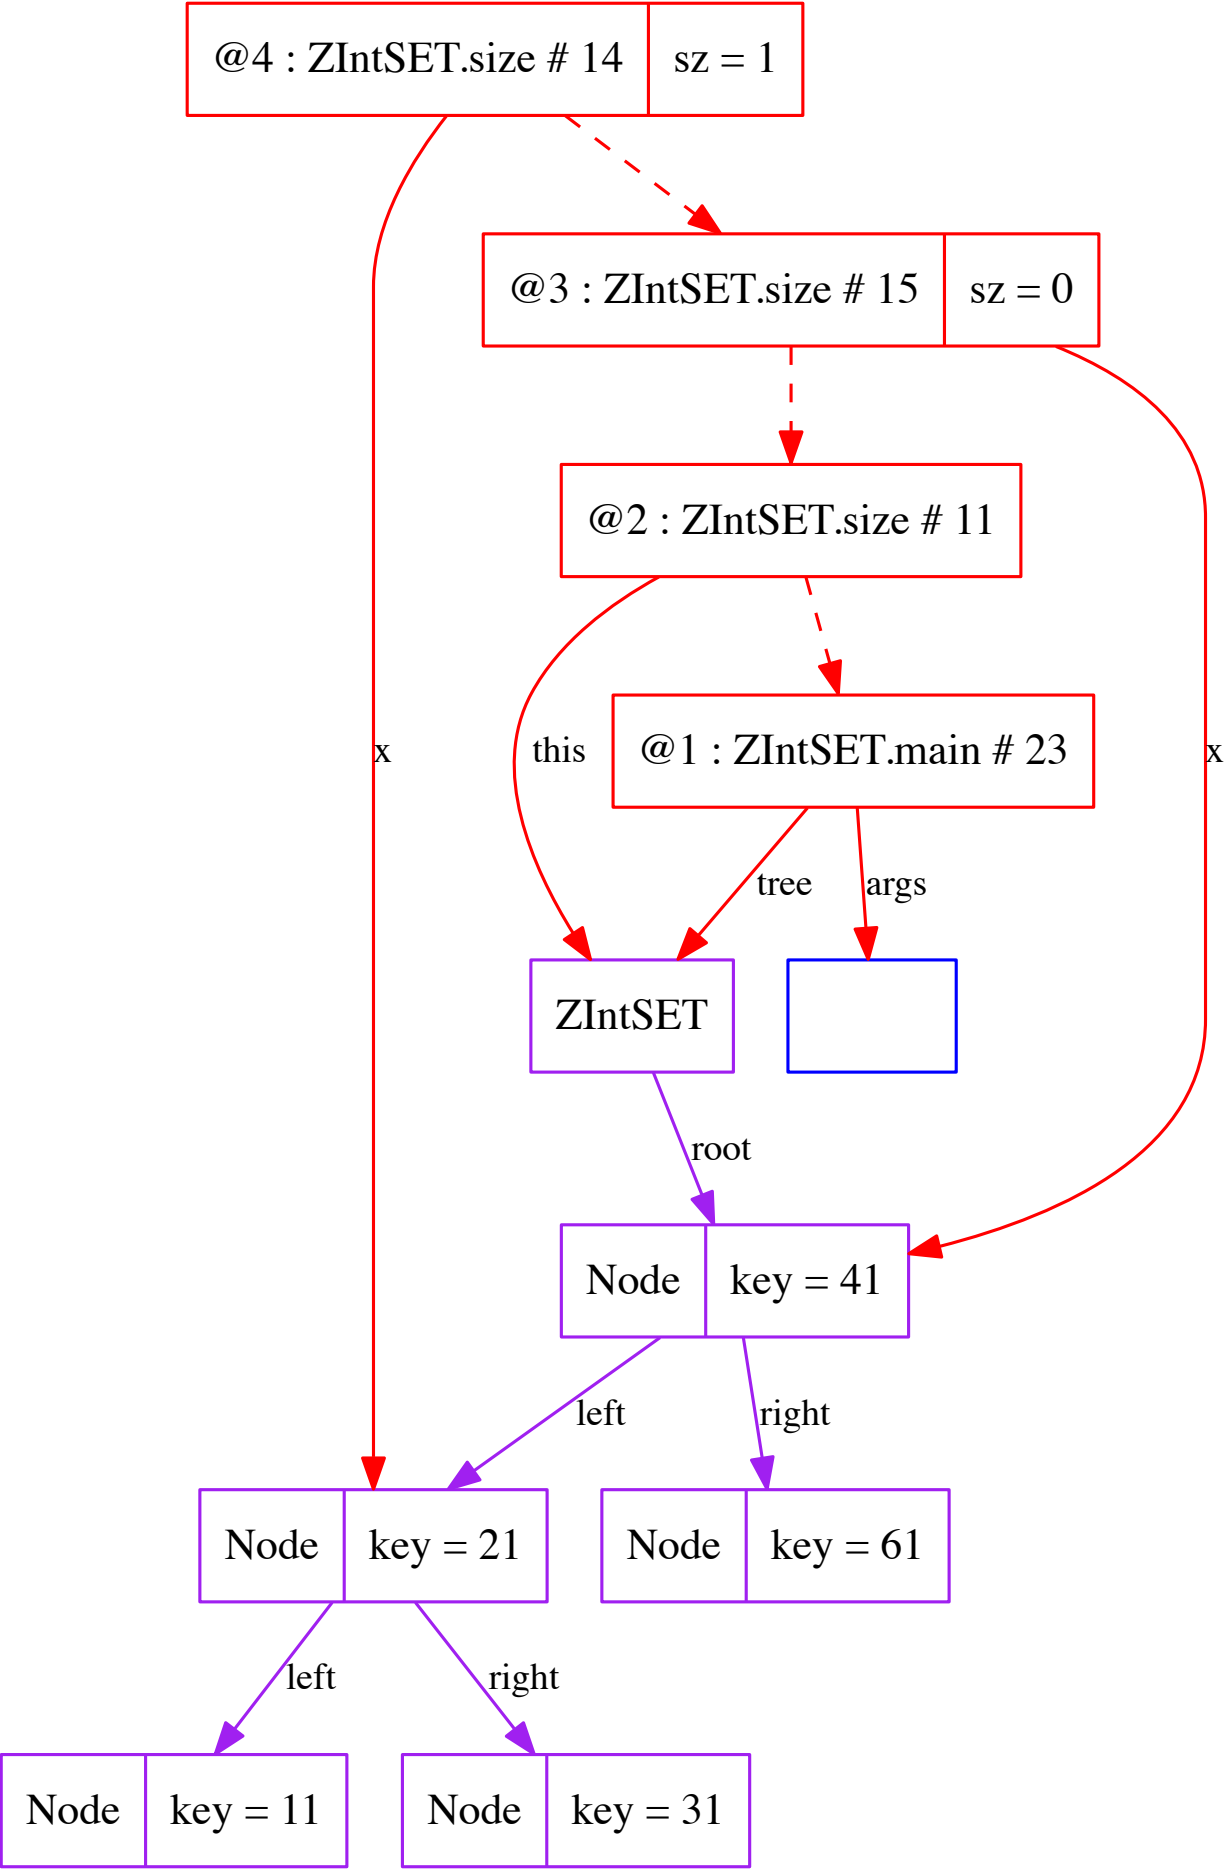 @4 : ZIntSET.size # 14 sz = 1
@3 : ZIntSET.size # 15 sz = 0
@2 : ZIntSET.size # 11
x this @1 : ZIntSET.main # 23 x
tree args
ZIntSET
root
Node key = 41
left right
Node key = 21 Node key = 61
left right
Node key = 11 Node key = 31